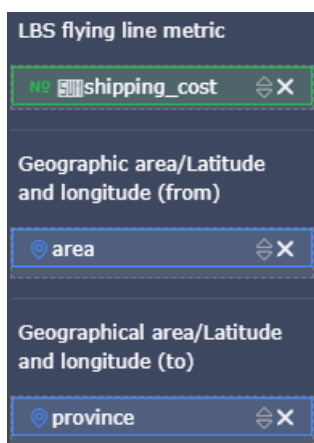 LBS flying line metric
Nº SUM shipping_cost
Geographic area/Latitude
and longitude (from)
area
Geographical area/Latitude
and longitude (to)
province